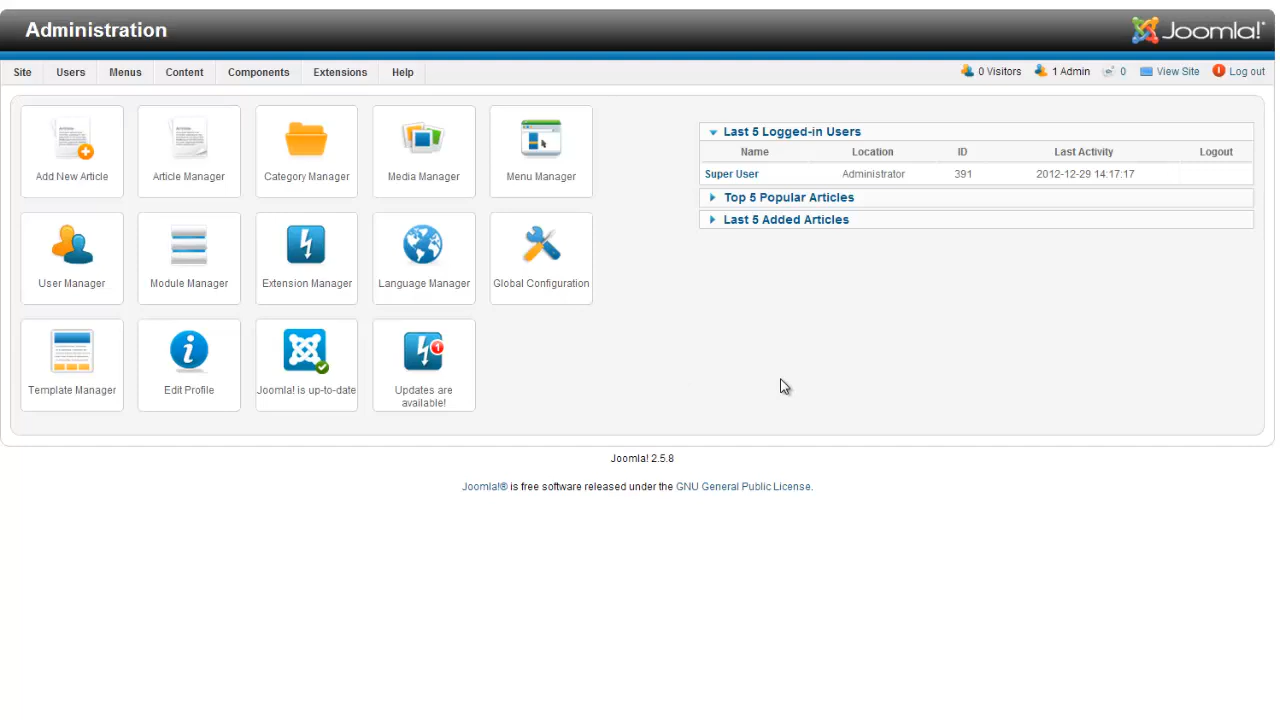 Administration
Joomla!®
Site Users Menus Content Components Extensions Help
0 Visitors 1 Admin 0 View Site Log out
Add New Article
Article Manager
Category Manager
Media Manager
Menu Manager
User Manager
Module Manager
Extension Manager
Language Manager
Global Configuration
Template Manager
Edit Profile
Joomla! is up-to-date
1
Updates are
available!
Last 5 Logged-in Users
Name Location ID Last Activity Logout
Super User Administrator 391 2012-12-29 14:17:17
Top 5 Popular Articles
Last 5 Added Articles
Joomla! 2.5.8
Joomla!® is free software released under the GNU General Public License.